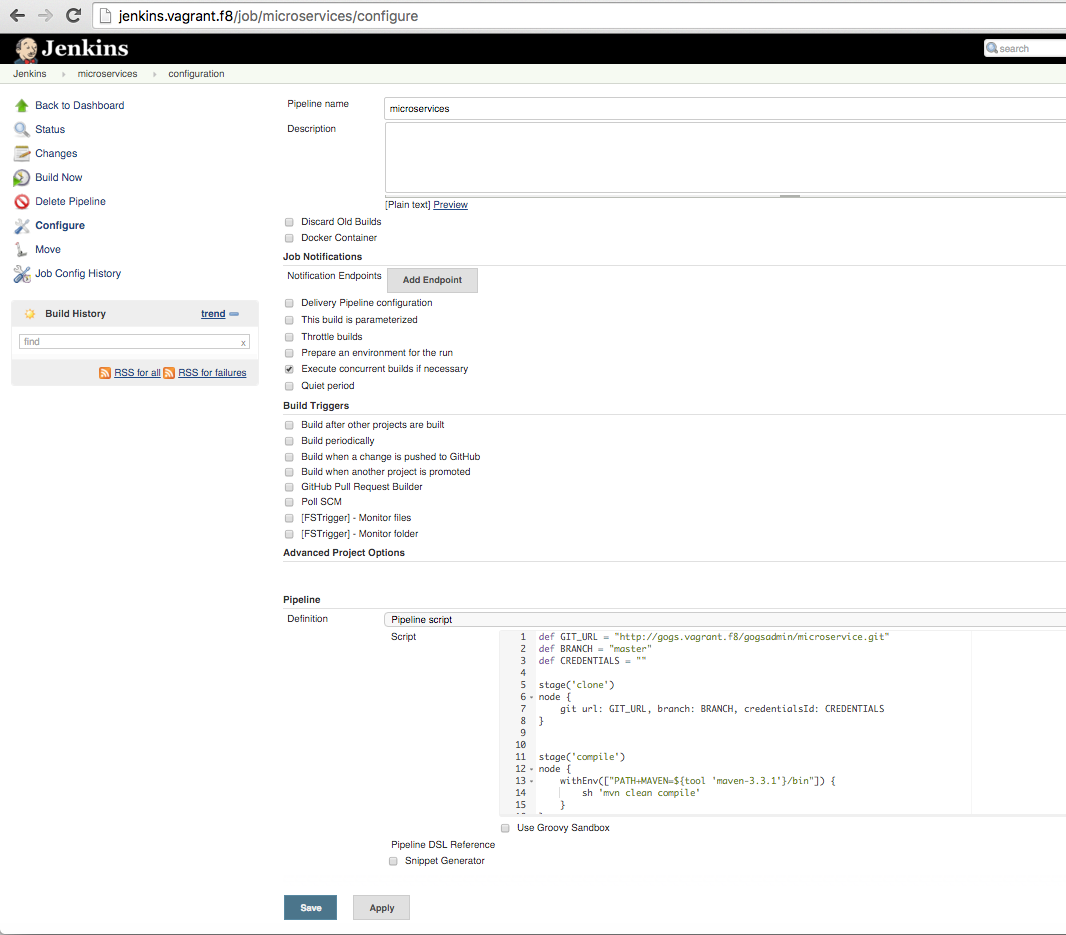 jenkins.vagrant.f8/job/microservices/configure
Jenkins
search
Jenkins microservices configuration
Back to Dashboard
Status
Changes
Build Now
Delete Pipeline
Configure
Move
Job Config History
Build History trend
find x
RSS for all RSS for failures
Pipeline name microservices
Description
[Plain text] Preview
Discard Old Builds
Docker Container
Job Notifications
Notification Endpoints Add Endpoint
Delivery Pipeline configuration
This build is parameterized
Throttle builds
Prepare an environment for the run
Execute concurrent builds if necessary
Quiet period
Build Triggers
Build after other projects are built
Build periodically
Build when a change is pushed to GitHub
Build when another project is promoted
GitHub Pull Request Builder
Poll SCM
[FSTrigger] - Monitor files
[FSTrigger] - Monitor folder
Advanced Project Options
Pipeline
Definition Pipeline script
Script
1 def GIT_URL = "http://gogs.vagrant.f8/gogsadmin/microservice.git"
2 def BRANCH = "master"
3 def CREDENTIALS = ""
4
5 stage('clone')
6 node {
7 git url: GIT_URL, branch: BRANCH, credentialsId: CREDENTIALS
8 }
9
10
11 stage('compile')
12 node {
13 withEnv(["PATH+MAVEN=${tool 'maven-3.3.1'}/bin"]) {
14 sh 'mvn clean compile'
15 }
Use Groovy Sandbox
Pipeline DSL Reference
Snippet Generator
Save Apply